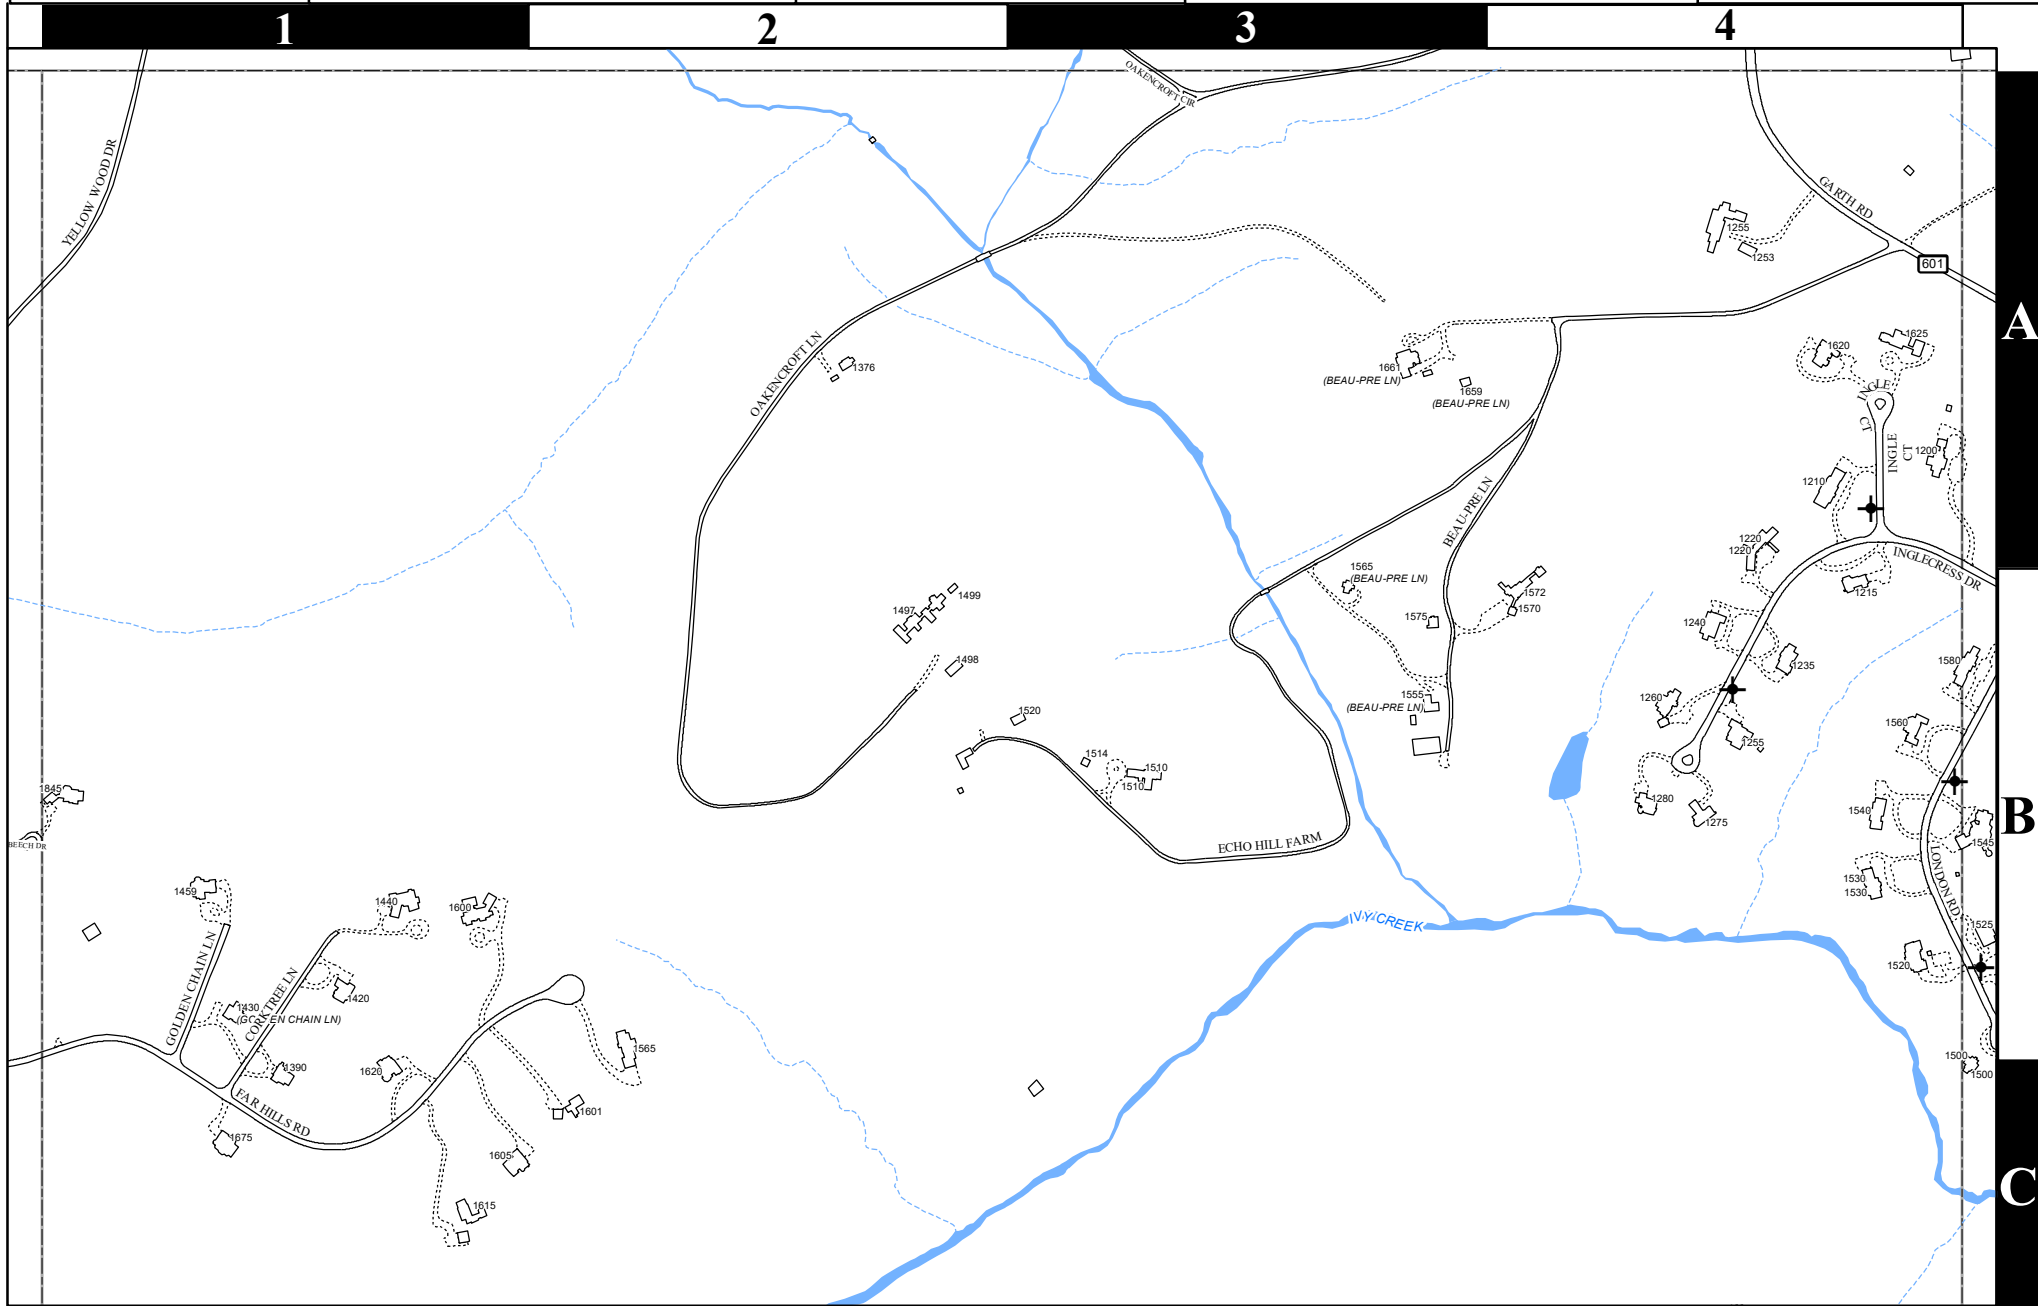 1
2
3
4
OAKENCROFT CIR
YELLOW WOOD DR
GARTH RD
1255
1253
601
A
OAKENCROFT LN
1376
1661
(BEAU-PRE LN)
1659
(BEAU-PRE LN)
1620
1625
INGLE
CT
INGLE
CT
1200
1210
BEAU-PRE LN
1220
1220
INGLECRESS DR
1215
1565
(BEAU-PRE LN)
1572
1570
1575
1499
1497
1498
1240
1235
1580
1260
1255
1560
1555
(BEAU-PRE LN)
1520
1514
1510
1510
1280
1275
1540
1545
B
1845
BEECH DR
ECHO HILL FARM
LONDON RD
1530
1530
1459
1440
1600
IVY CREEK
1525
1520
GOLDEN CHAIN LN
CORKTREE LN
1420
1430
(GO EN CHAIN LN)
1390
1620
1565
1500
1500
FAR HILLS RD
1601
1675
1605
1615
C